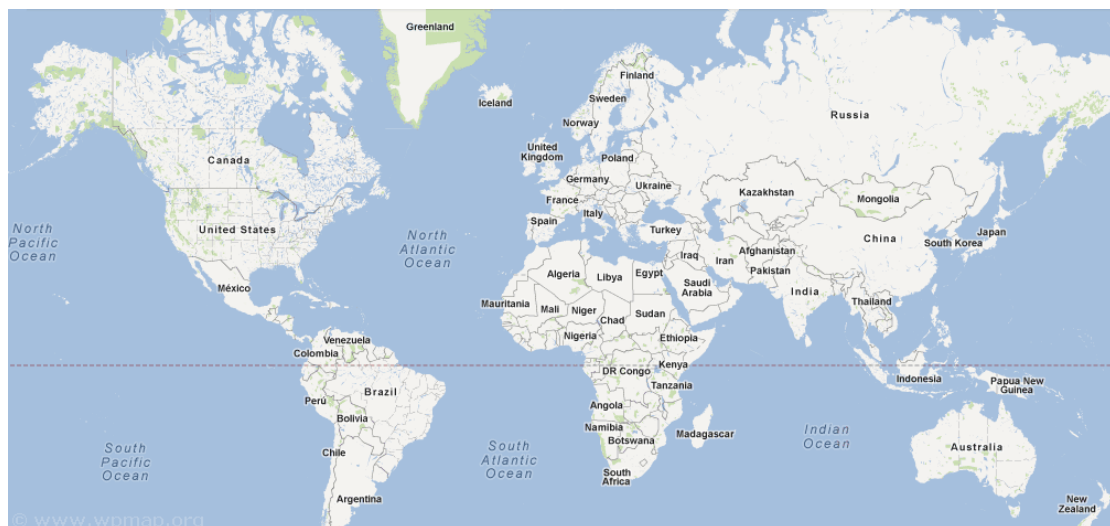 Greenland
Iceland
Finland
Sweden
Norway
Russia
Canada
United
Kingdom
Poland
Germany
Ukraine
France
Kazakhstan
Mongolia
Italy
Spain
United States
Turkey
North
Pacific
Ocean
North
Atlantic
Ocean
Japan
South Korea
China
Afghanistan
Iraq
Iran
Pakistan
Algeria
Libya
Egypt
Saudi
Arabia
India
México
Mauritania
Mali
Niger
Chad
Sudan
Thailand
Nigeria
Ethiopia
Venezuela
Colombia
Kenya
DR Congo
Tanzania
Indonesia
Papua New
Guinea
Brazil
Perú
Bolivia
Angola
Namibia
Botswana
Madagascar
Indian
Ocean
Australia
South
Pacific
Ocean
South
Atlantic
Ocean
Chile
South
Africa
Argentina
New
Zealand
© www.wpmap.org